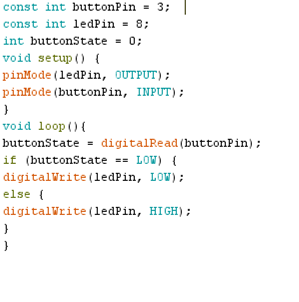 const int buttonPin = 3;
const int ledPin = 8;
int buttonState = 0;
void setup() {
pinMode(ledPin, OUTPUT);
pinMode(buttonPin, INPUT);
}
void loop(){
buttonState = digitalRead(buttonPin);
if (buttonState == LOW) {
digitalWrite(ledPin, LOW);
else {
digitalWrite(ledPin, HIGH);
}
}